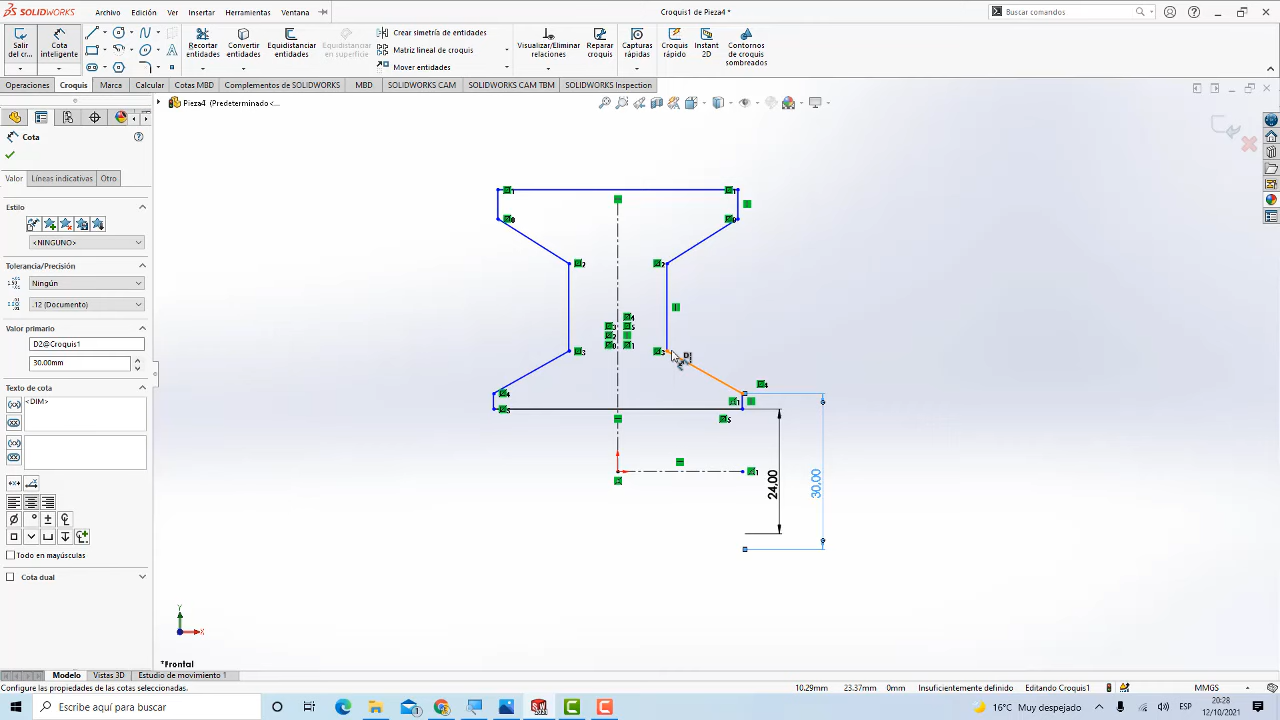 SOLIDWORKS
Archivo
Edición
Ver
Insertar
Herramientas
Ventana
Croquis1 de Pieza4 *
Buscar comandos
Salir del cr...
Cota inteligente
Recortar entidades
Convertir entidades
Equidistanciar entidades
Equidistanciar en superficie
Crear simetría de entidades
Matriz lineal de croquis
Mover entidades
Visualizar/Eliminar relaciones
Reparar croquis
Capturas rápidas
Croquis rápido
Instant 2D
Contornos de croquis sombreados
Operaciones
Croquis
Marca
Calcular
Cotas MBD
Complementos de SOLIDWORKS
MBD
SOLIDWORKS CAM
SOLIDWORKS CAM TBM
SOLIDWORKS Inspection
Pieza4 (Predeterminado <...
Cota
Valor
Líneas indicativas
Otro
Estilo
<NINGUNO>
Tolerancia/Precisión
Ningún
.12 (Documento)
Valor primario
D2@Croquis1
30.00mm
Texto de cota
<DIM>
Todo en mayúsculas
Cota dual
24,00
30,00
Y
X
*Frontal
Modelo
Vistas 3D
Estudio de movimiento 1
Configure las propiedades de las cotas seleccionadas.
10.29mm
23.37mm
0mm
Insuficientemente definido
Editando Croquis1
MMGS
Escribe aquí para buscar
16°C Muy despejado
ESP
20:28
12/10/2021